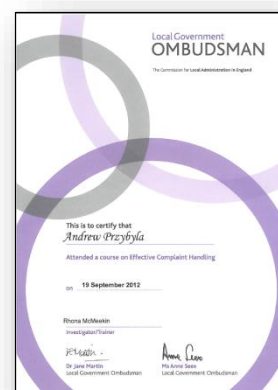 Local Government
OMBUDSMAN
The Commission for Local Administration in England
This is to certify that
Andrew Przybyla
Attended a course on Effective Complaint Handling
on 19 September 2012
Rhona McMeekin
Investigator/Trainer
Dr Jane Martin
Local Government Ombudsman
Ms Anne Seex
Local Government Ombudsman